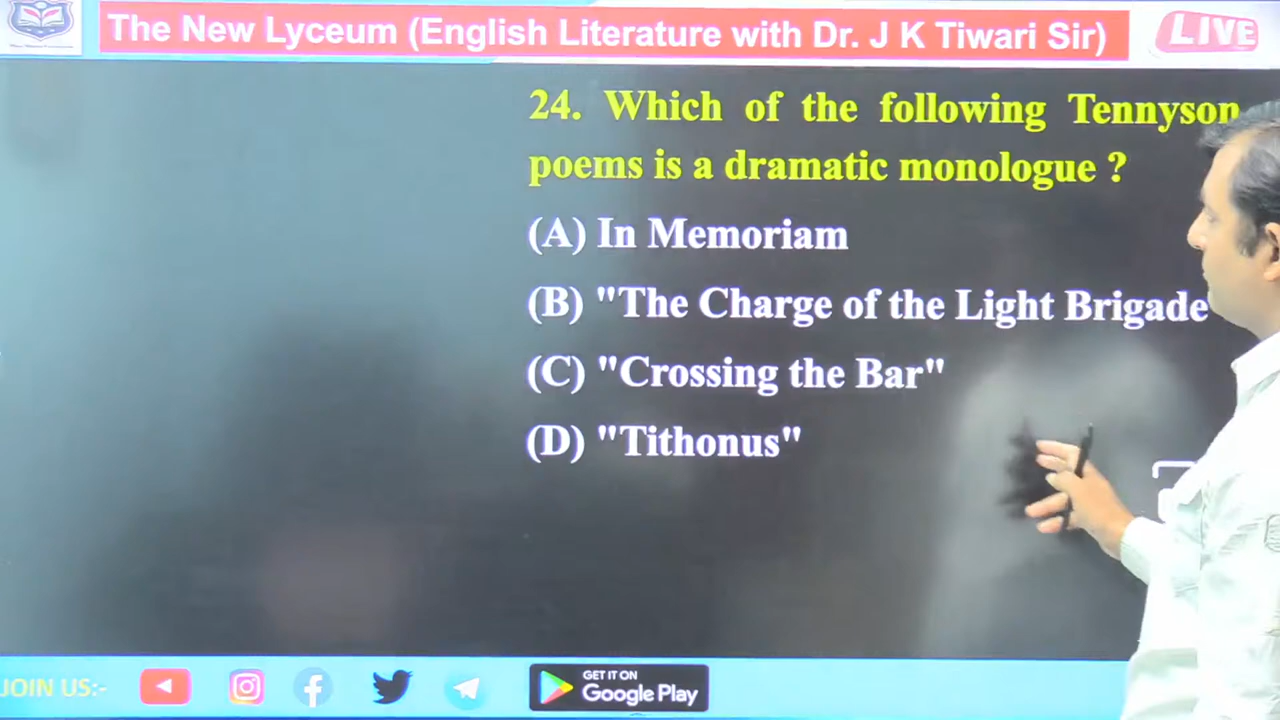 The New Lyceum (English Literature with Dr. J K Tiwari Sir)
LIVE
24. Which of the following Tennyson
poems is a dramatic monologue ?
(A) In Memoriam
(B) "The Charge of the Light Brigade
(C) "Crossing the Bar"
(D) "Tithonus"
JOIN US:-
GET IT ON
Google Play